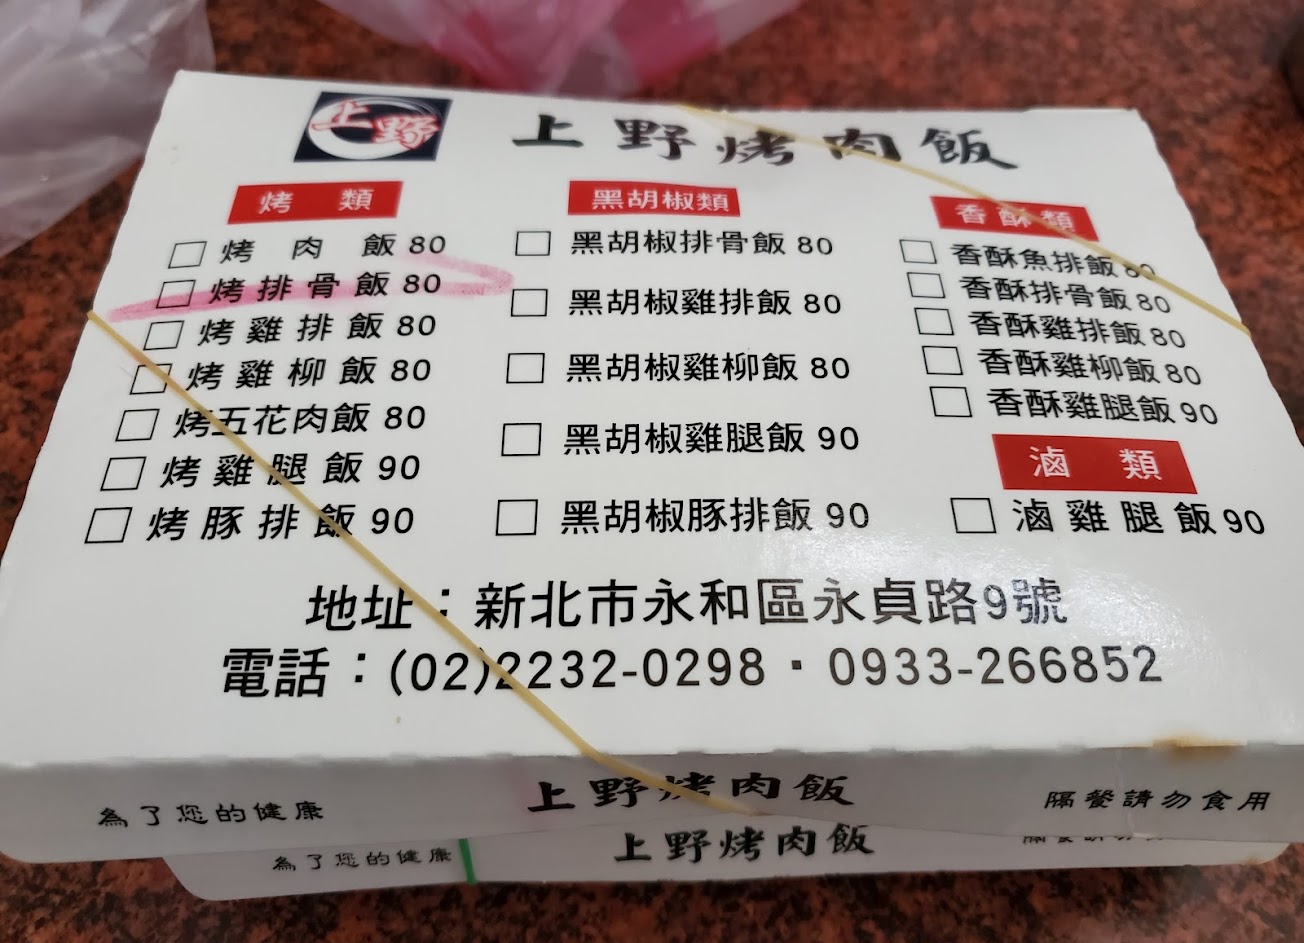 上野
上野烤肉飯
烤類
□ 烤肉飯 80
□ 烤排骨飯 80
□ 烤雞排飯 80
□ 烤雞柳飯 80
□ 烤五花肉飯 80
□ 烤雞腿飯 90
□ 烤豚排飯 90
黑胡椒類
□ 黑胡椒排骨飯 80
□ 黑胡椒雞排飯 80
□ 黑胡椒雞柳飯 80
□ 黑胡椒雞腿飯 90
□ 黑胡椒豚排飯 90
香酥類
□ 香酥魚排飯 80
□ 香酥排骨飯 80
□ 香酥雞排飯 80
□ 香酥雞柳飯 80
□ 香酥雞腿飯 90
滷類
□ 滷雞腿飯 90
地址：新北市永和區永貞路9號
電話：(02)2232-0298・0933-266852
為了您的健康 上野烤肉飯 隔餐請勿食用
為了您的健康 上野烤肉飯